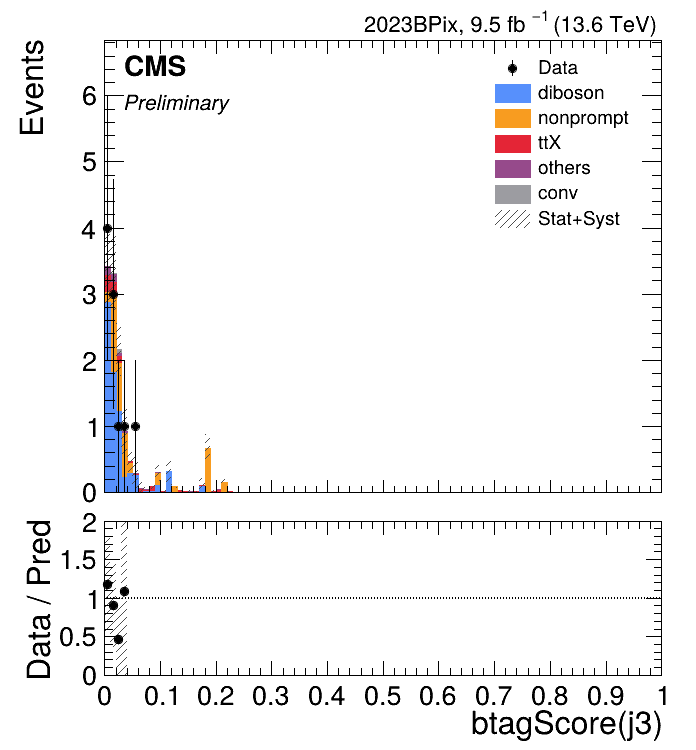 2023BPix, 9.5 fb⁻¹ (13.6 TeV)
CMS
Preliminary
Data
diboson
nonprompt
ttX
others
conv
Stat+Syst
Events
6
5
4
3
2
1
0
Data / Pred
2
1.5
1
0.5
0
0 0.1 0.2 0.3 0.4 0.5 0.6 0.7 0.8 0.9 1
btagScore(j3)